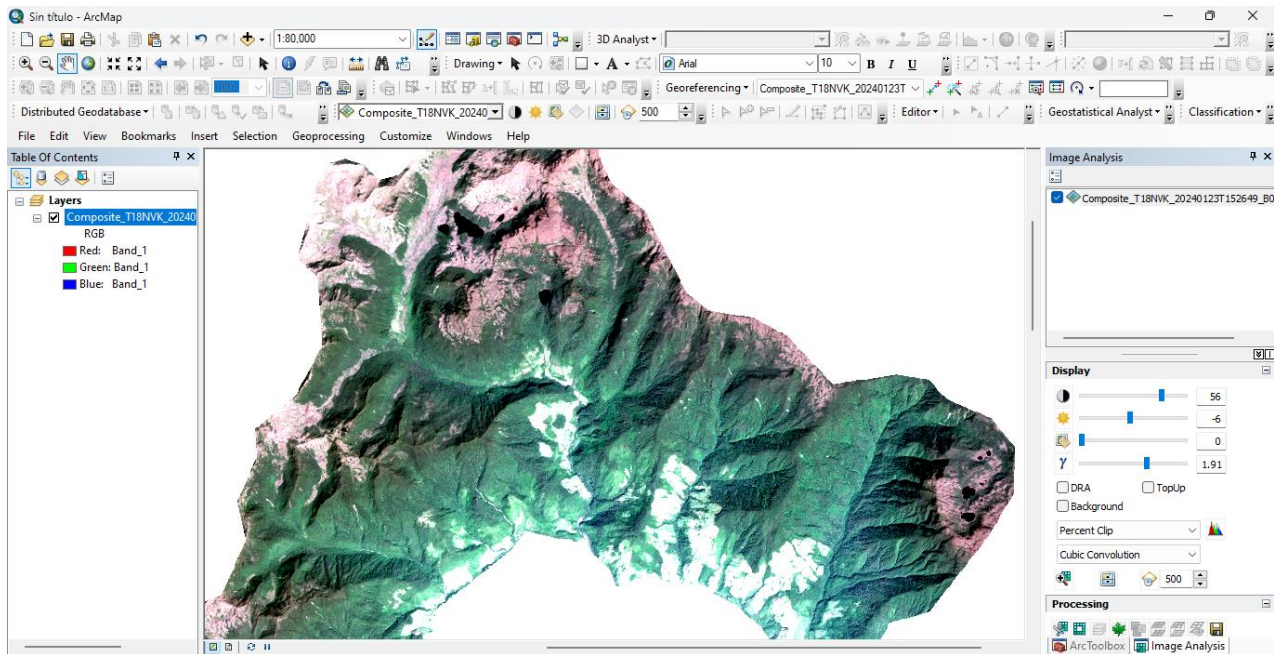 Sin título - ArcMap
1:80,000
3D Analyst
Drawing
A
Arial
10
B I U
Georeferencing
Composite_T18NVK_20240123T
Distributed Geodatabase
Composite_T18NVK_20240
500
Editor
Geostatistical Analyst
Classification
File Edit View Bookmarks Insert Selection Geoprocessing Customize Windows Help
Table Of Contents
Image Analysis
Layers
Composite_T18NVK_20240
Composite_T18NVK_20240123T152649_B0
RGB
Red: Band_1
Green: Band_1
Blue: Band_1
Display
56
-6
0
γ
1.91
DRA
TopUp
Background
Percent Clip
Cubic Convolution
500
Processing
ArcToolbox
Image Analysis